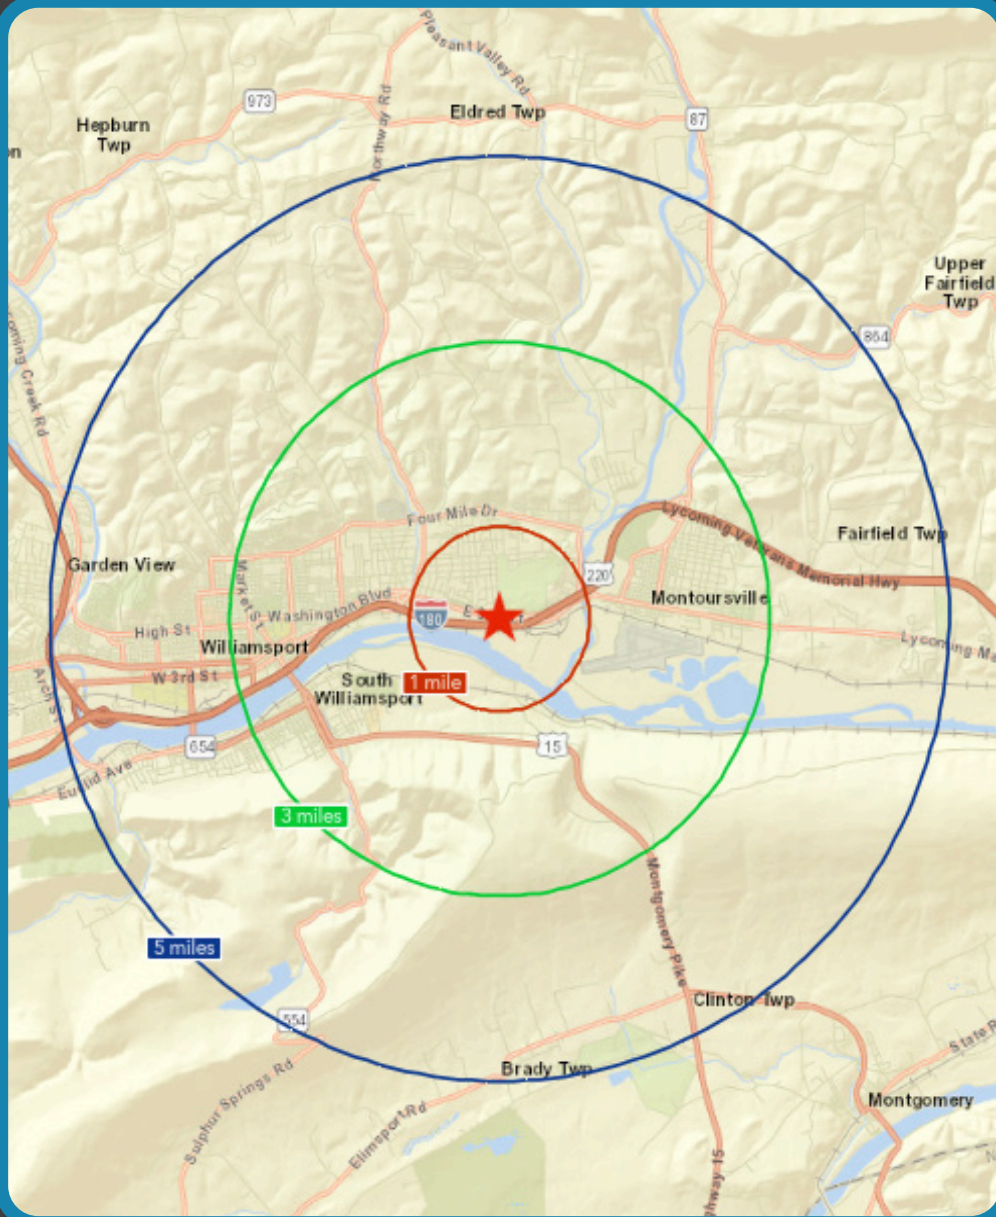 Pleasant Valley Rd
973
Northway Rd
Eldred Twp
87
Hepburn
Twp
Upper
Fairfield
Twp
864
Creek Rd
Four Mile Dr
Lycoming Veterans Memorial Hwy
Fairfield Twp
Garden View
220
Market St
Washington Blvd
180
E
Montoursville
High St
Lycoming
Williamsport
W 3rd St
Arch St
South
Williamsport
1 mile
654
15
Euclid Ave
3 miles
Montgomery Pike
5 miles
Clinton Twp
554
State R
Brady Twp
Sulphur Springs Rd
Elimsport Rd
Montgomery
hway 15